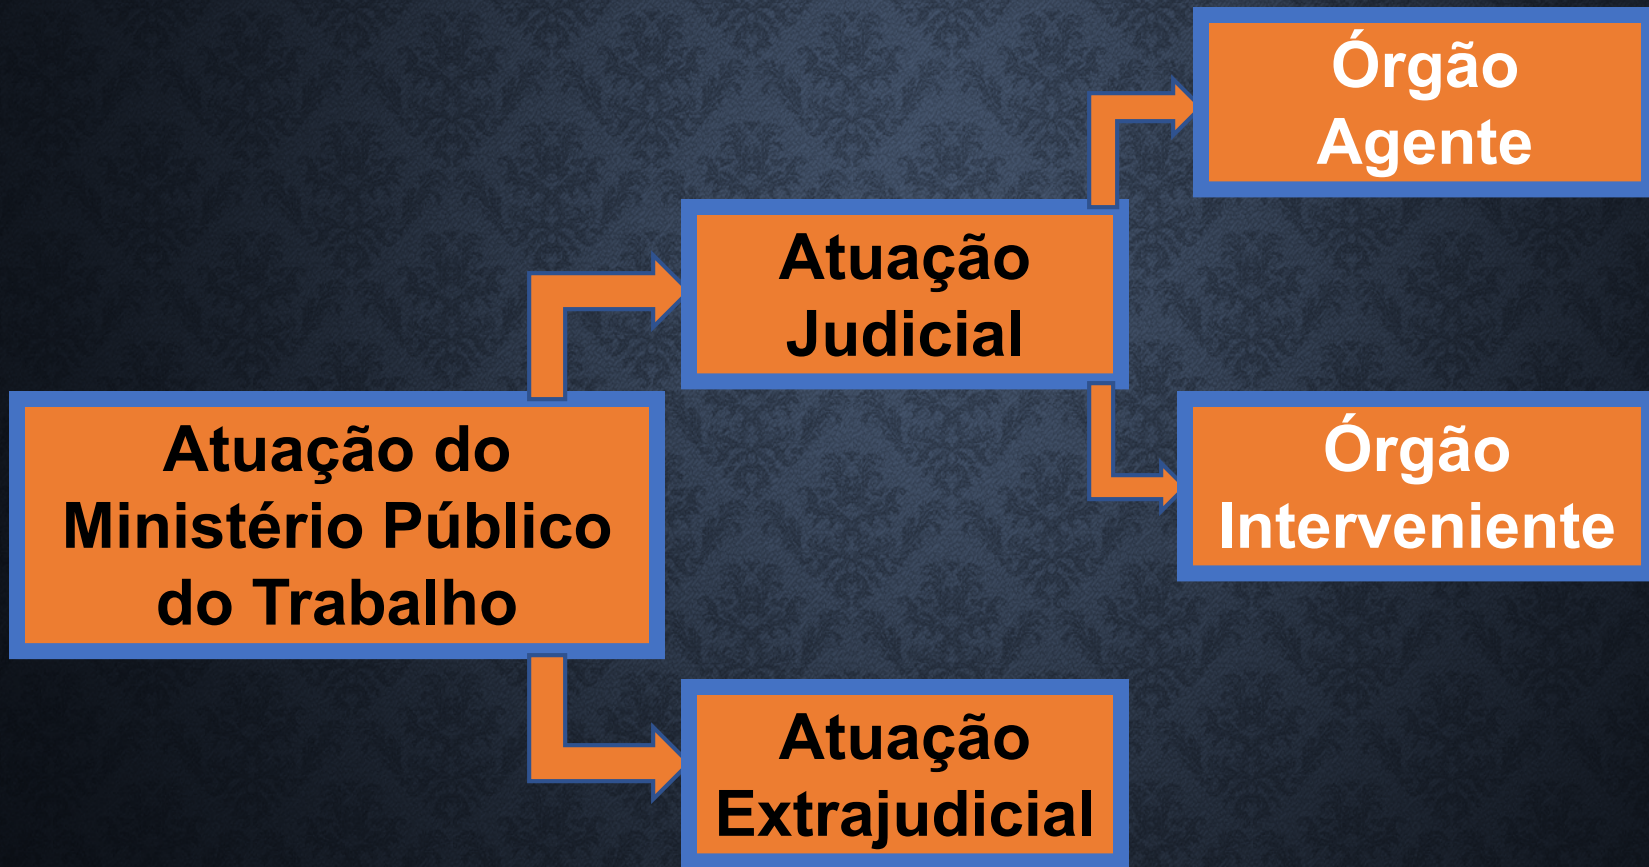 Órgão
Agente
Atuação
Judicial
Atuação do
Ministério Público
do Trabalho
Órgão
Interveniente
Atuação
Extrajudicial